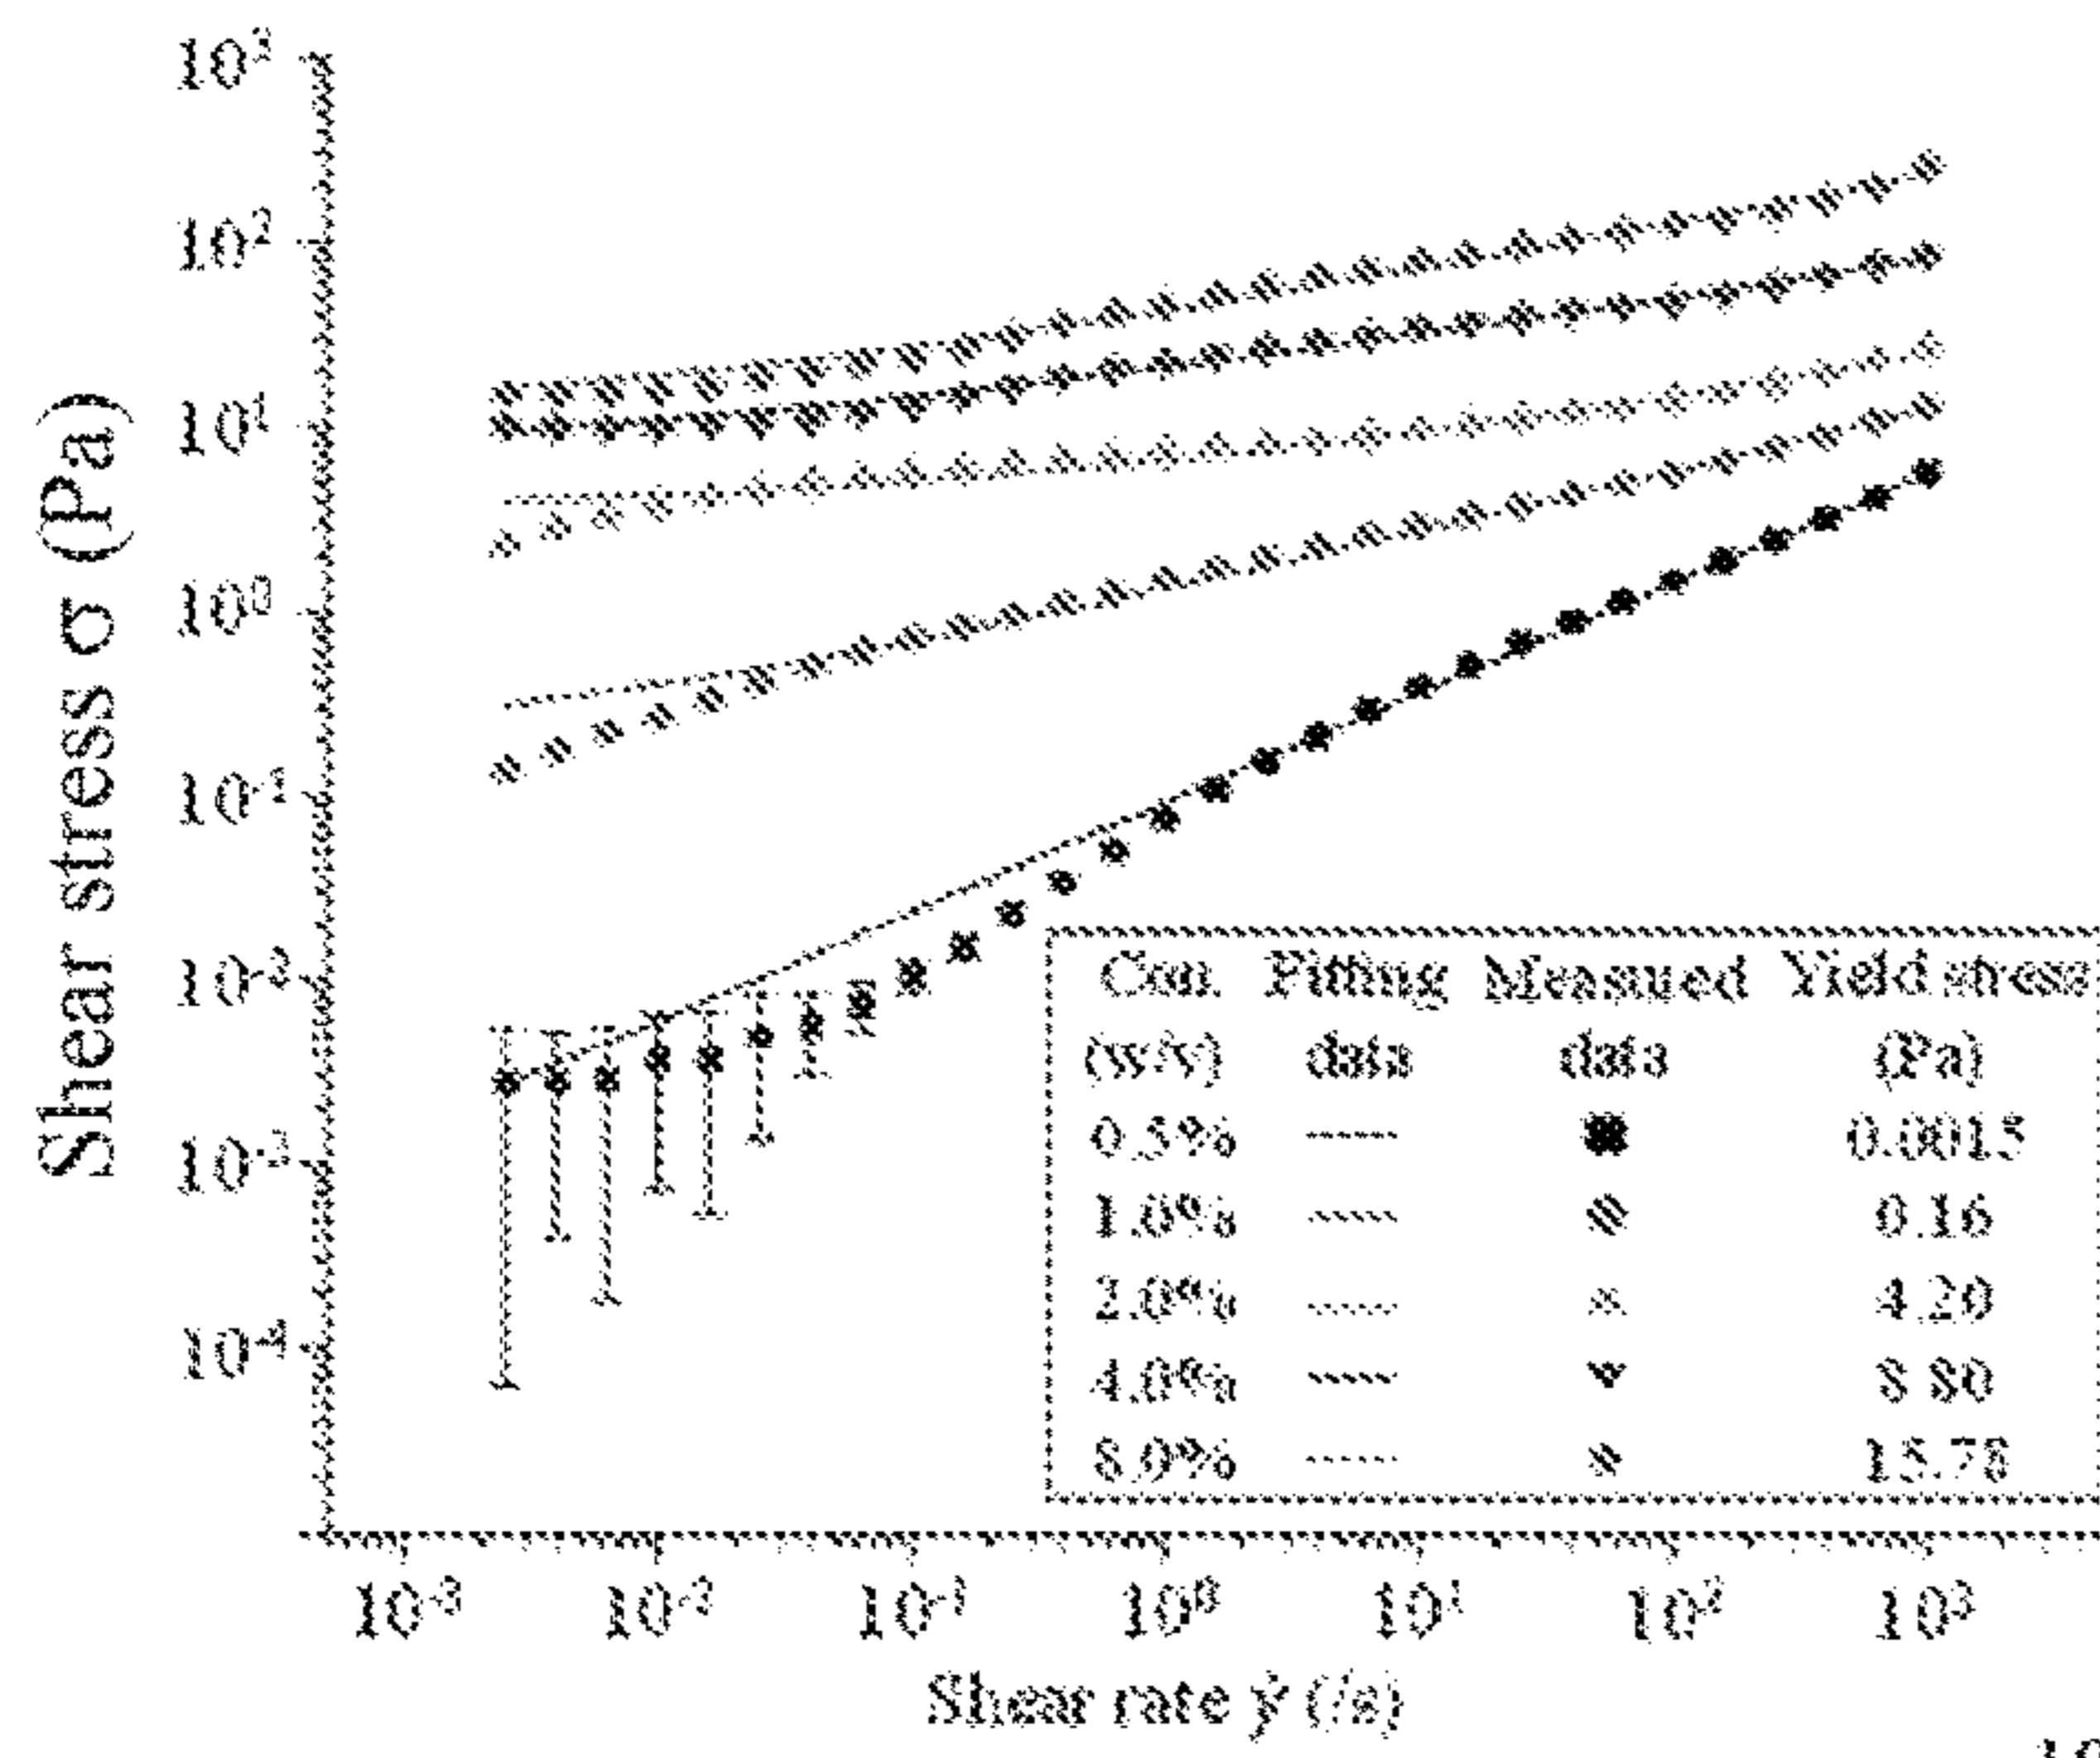 10³
10²
10¹
10⁰
10⁻¹
10⁻²
10⁻³
10⁻⁴
Shear stress σ (Pa)
Con. Fitting Measued Yield stress
(w/v) data data (Pa)
0.5% 0.0015
1.0% 0.16
2.0% 4.20
4.0% 8.80
8.0% 15.78
10⁻³ 10⁻² 10⁻¹ 10⁰ 10¹ 10² 10³
Shear rate γ̇ (/s)